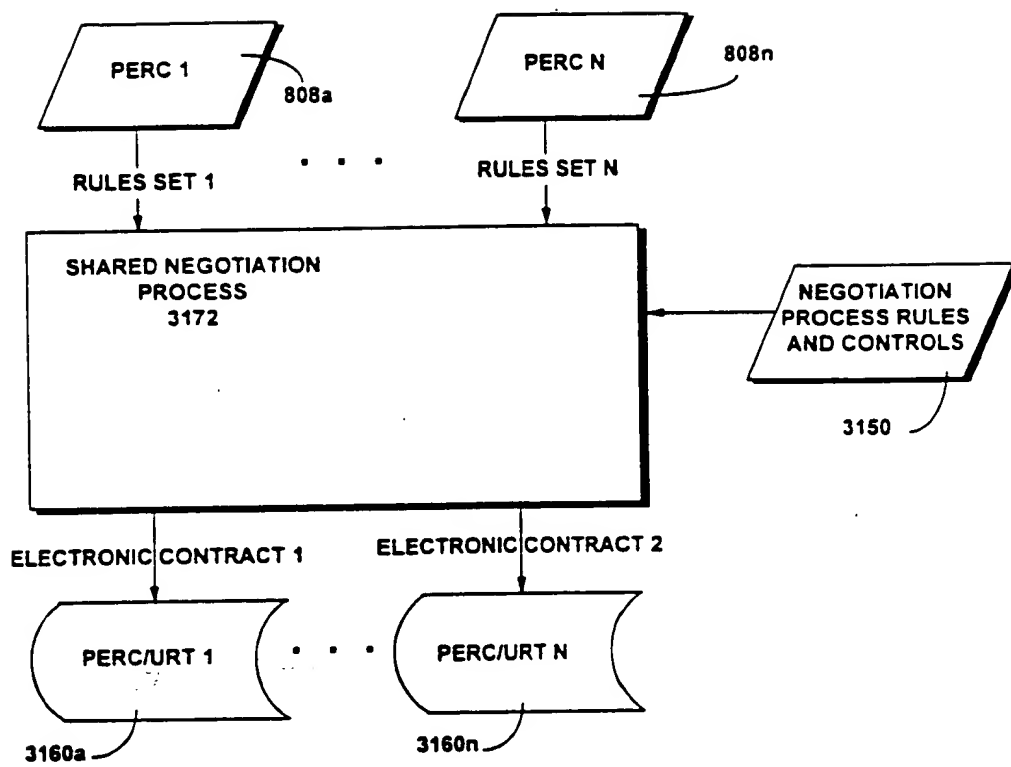 PERC 1
808a
PERC N
808n
RULES SET 1
RULES SET N
SHARED NEGOTIATION
PROCESS
3172
NEGOTIATION
PROCESS RULES
AND CONTROLS
3150
ELECTRONIC CONTRACT 1
ELECTRONIC CONTRACT 2
PERC/URT 1
PERC/URT N
3160a
3160n